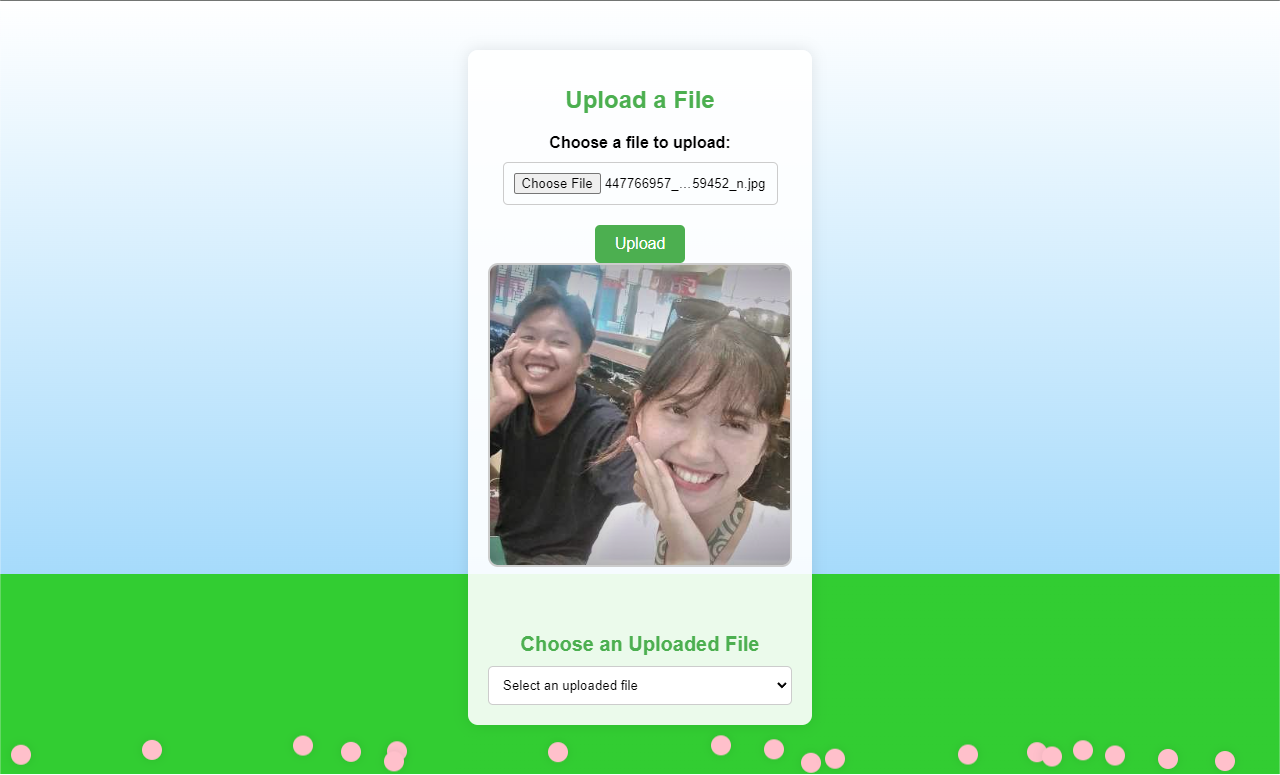 Upload a File
Choose a file to upload:
Choose File 447766957_...59452_n.jpg
Upload
Choose an Uploaded File
Select an uploaded file